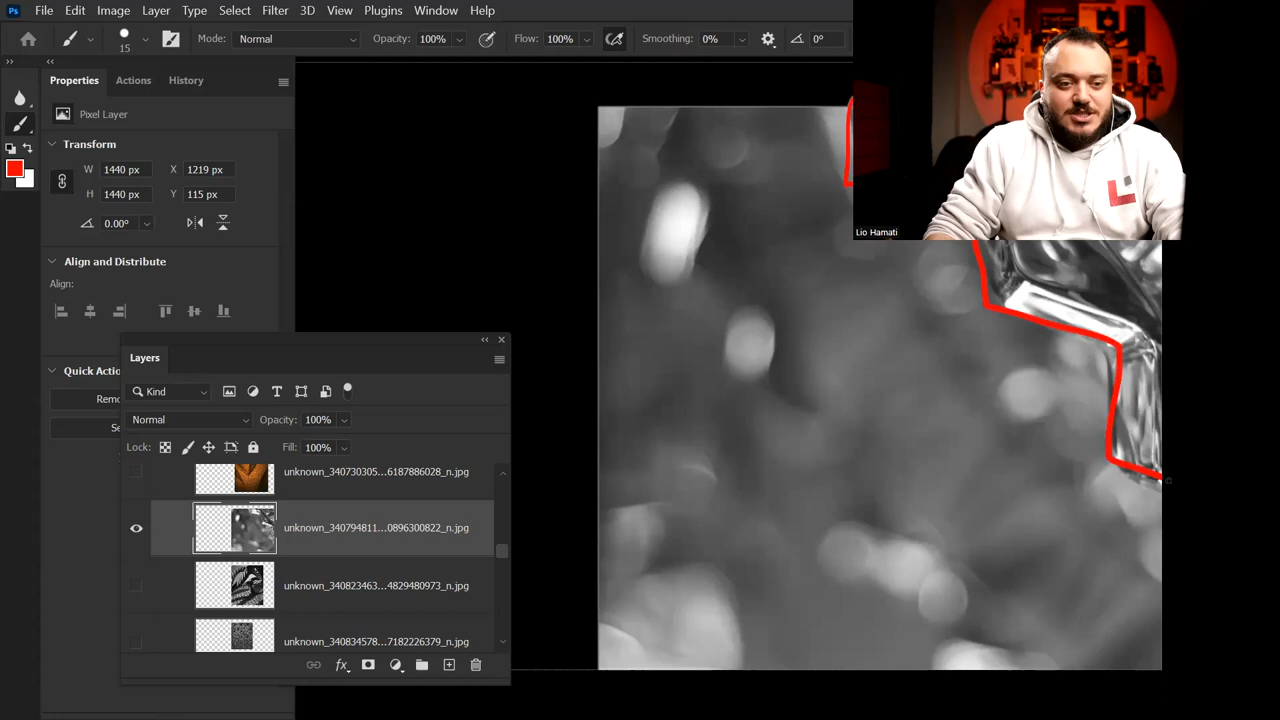 Ps File Edit Image Layer Type Select Filter 3D View Plugins Window Help
15 Mode: Normal Opacity: 100% Flow: 100% Smoothing: 0% 0°
Properties Actions History
Pixel Layer
Transform
W 1440 px X 1219 px
H 1440 px Y 115 px
0.00°
Align and Distribute
Align:
Quick Actio
Remo
Se
Layers
Kind
Normal Opacity: 100%
Lock: Fill: 100%
unknown_340730305...6187886028_n.jpg
unknown_340794811...0896300822_n.jpg
unknown_340823463...4829480973_n.jpg
unknown_340834578...7182226379_n.jpg
fx
Lio Hamati